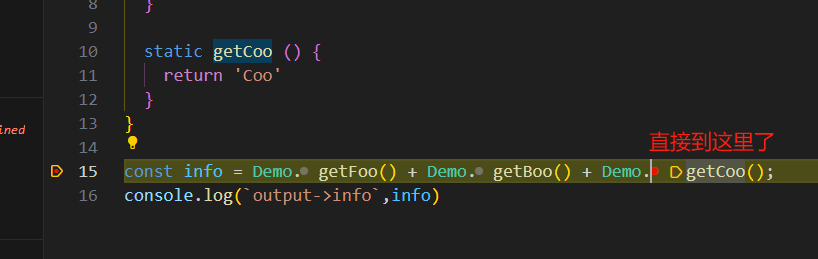 8 }
9
10 static getCoo () {
11 return 'Coo'
12 }
13 }
14
直接到这里了
ined
15 const info = Demo. getFoo() + Demo. getBoo() + Demo. getCoo();
16 console.log(`output->info`,info)